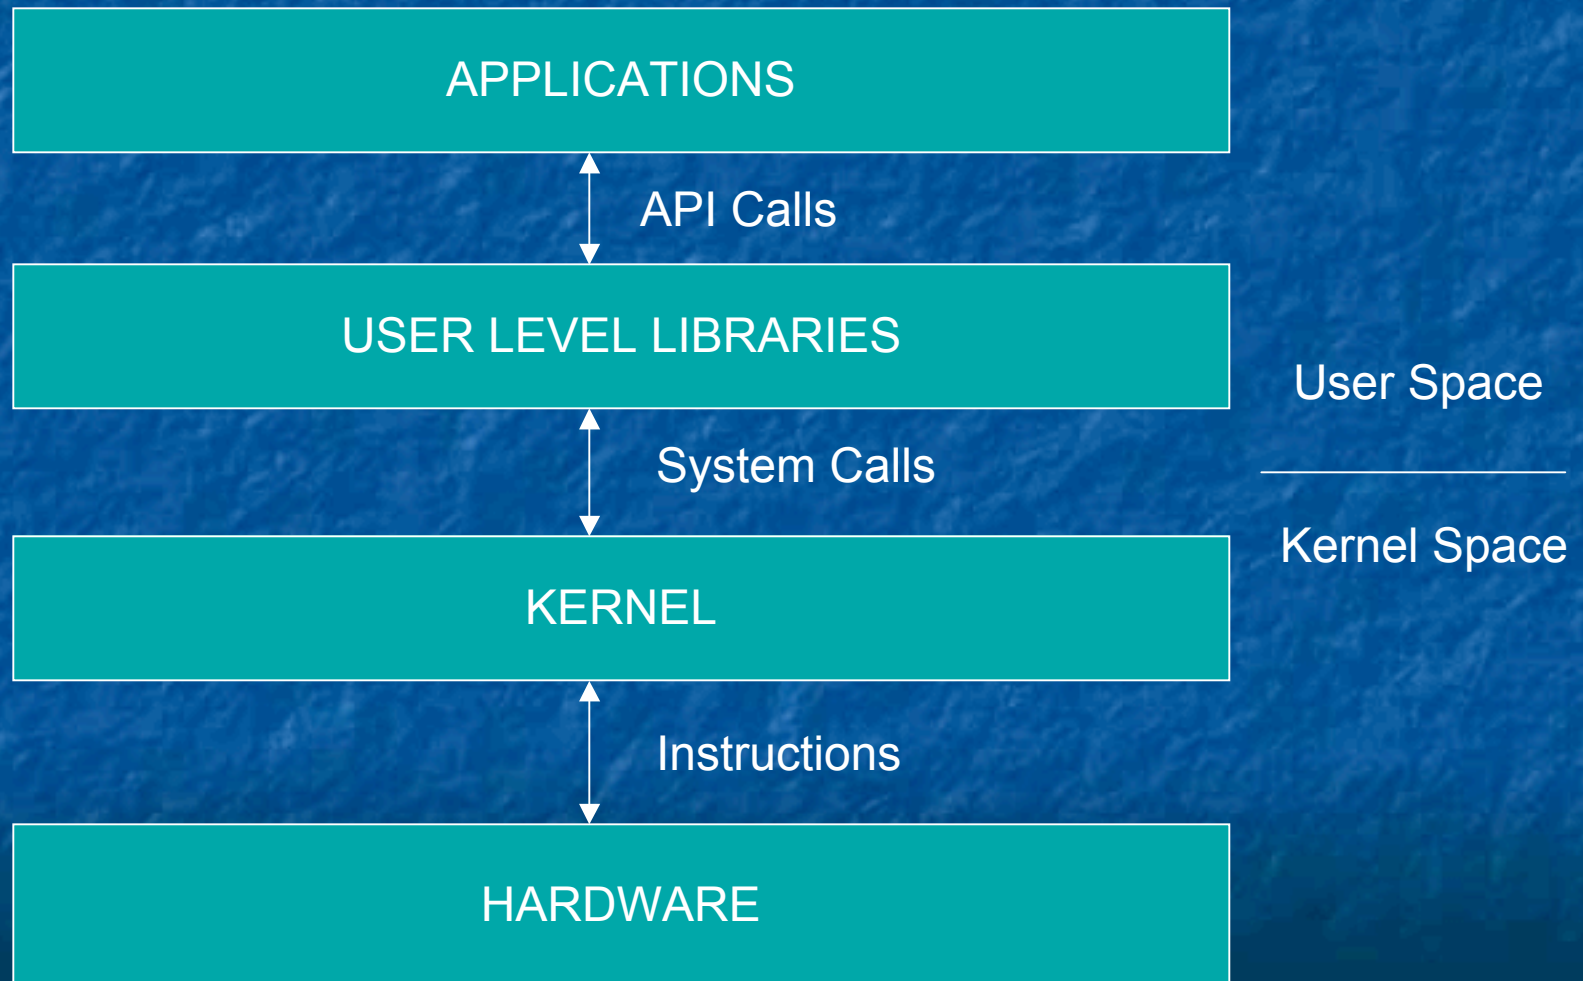 APPLICATIONS
API Calls
USER LEVEL LIBRARIES
User Space
System Calls
Kernel Space
KERNEL
Instructions
HARDWARE